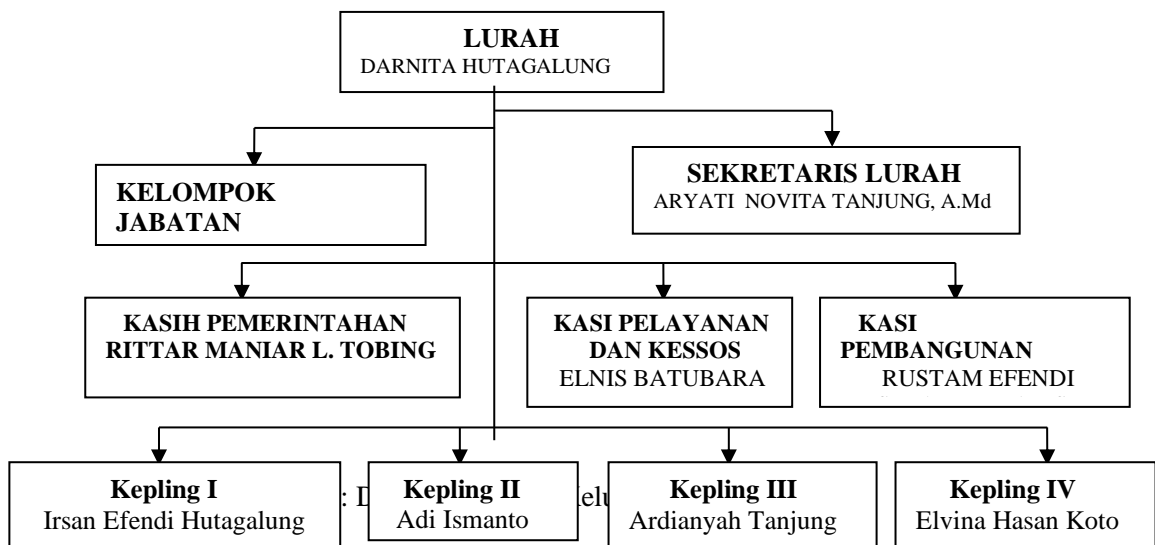 LURAH
DARNITA HUTAGALUNG
KELOMPOK
JABATAN
SEKRETARIS LURAH
ARYATI NOVITA TANJUNG, A.Md
KASIH PEMERINTAHAN
RITTAR MANIAR L. TOBING
KASI PELAYANAN
DAN KESSOS
ELNIS BATUBARA
KASI
PEMBANGUNAN
RUSTAM EFENDI
Kepling I
Irsan Efendi Hutagalung
: D
Kepling II
Adi Ismanto
Kepling III
Ardianyah Tanjung
Kepling IV
Elvina Hasan Koto